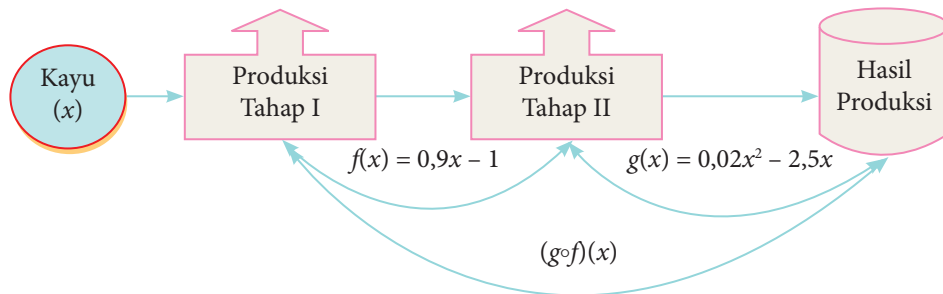 Kayu
(x)
Produksi
Tahap I
Produksi
Tahap II
Hasil
Produksi
f(x) = 0,9x – 1
g(x) = 0,02x² – 2,5x
(g∘f)(x)